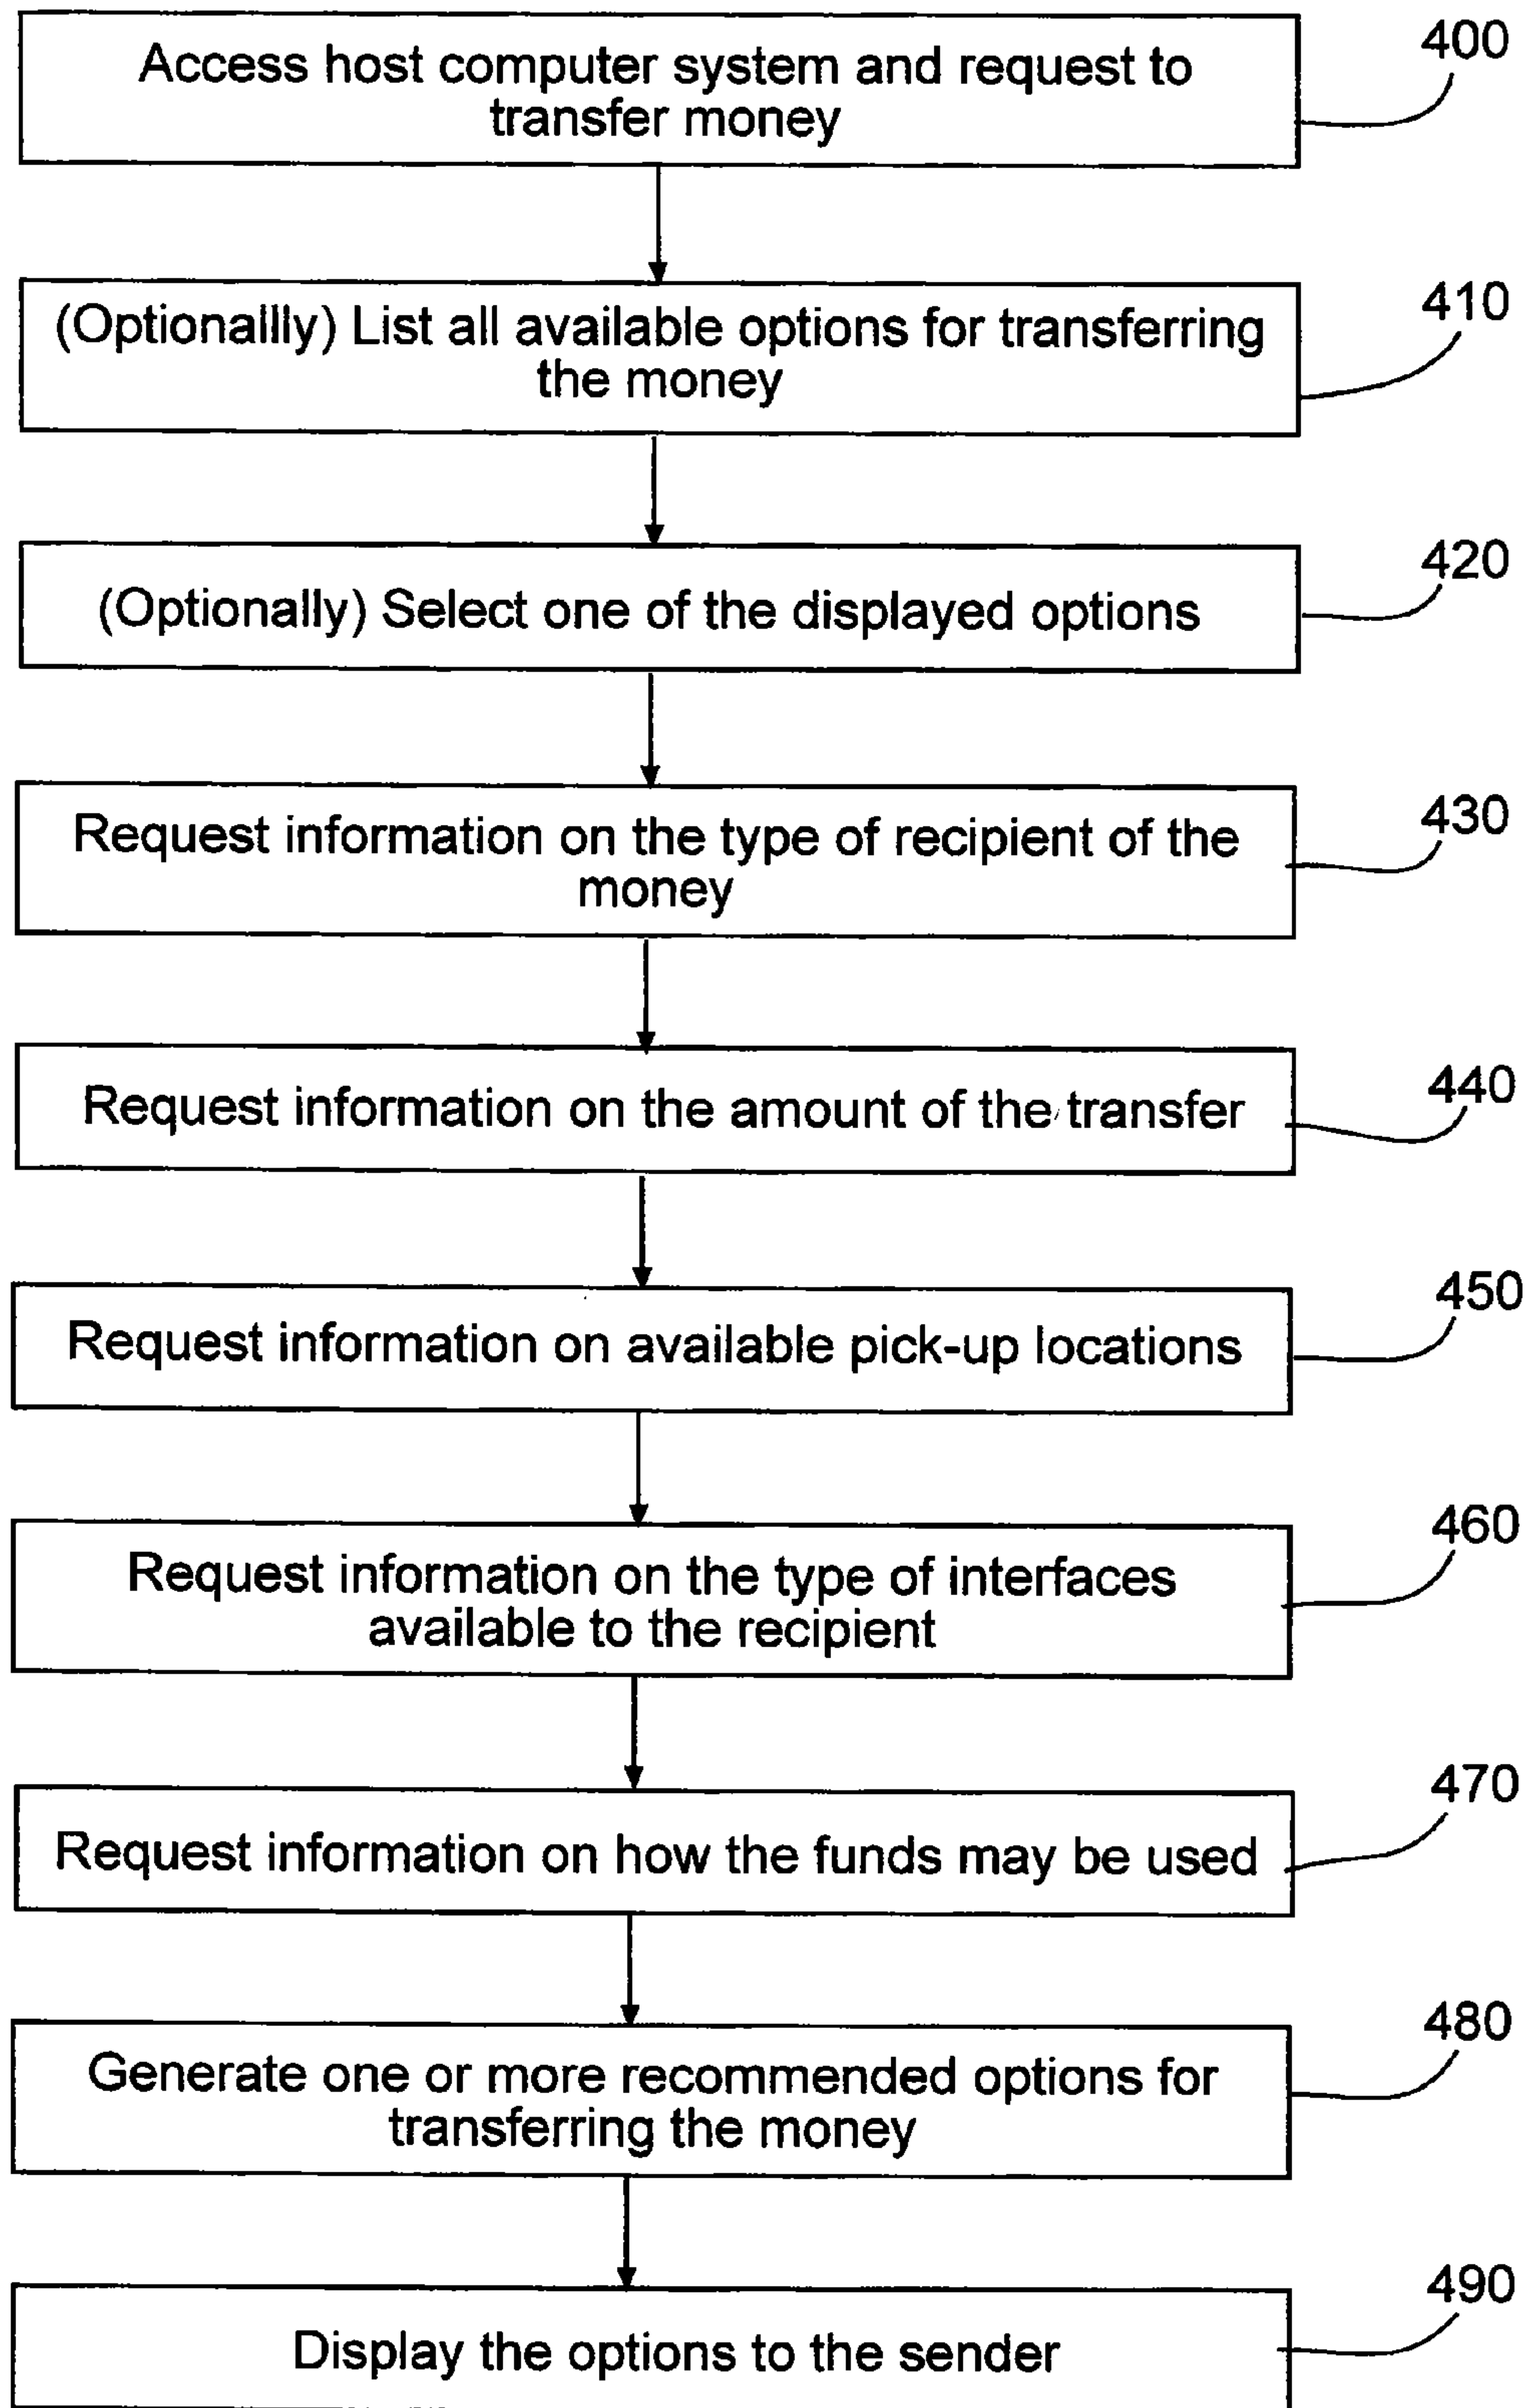 Access host computer system and request to
transfer money
400
(Optionallly) List all available options for transferring
the money
410
(Optionally) Select one of the displayed options
420
Request information on the type of recipient of the
money
430
Request information on the amount of the transfer
440
Request information on available pick-up locations
450
Request information on the type of interfaces
available to the recipient
460
Request information on how the funds may be used
470
Generate one or more recommended options for
transferring the money
480
Display the options to the sender
490